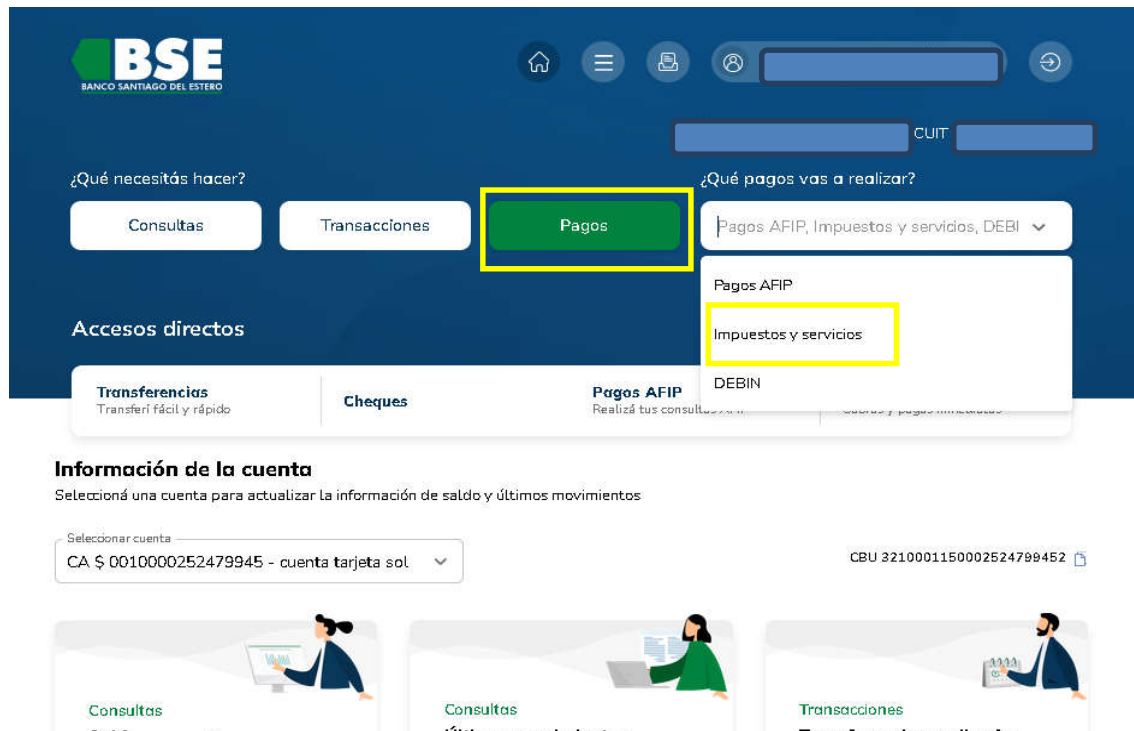 BSE
BANCO SANTIAGO DEL ESTERO
CUIT
¿Qué necesitás hacer?
¿Qué pagos vas a realizar?
Consultas
Transacciones
Pagos
Pagos AFIP, Impuestos y servicios, DEBI
Pagos AFIP
Impuestos y servicios
DEBIN
Accesos directos
Transferencias
Transferí fácil y rápido
Cheques
Pagos AFIP
Realizá tus consultas
Información de la cuenta
Seleccioná una cuenta para actualizar la información de saldo y últimos movimientos
Seleccionar cuenta
CA $ 0010000252479945 - cuenta tarjeta sol
CBU 3210001150002524799452
Consultas
Consultas
Transacciones